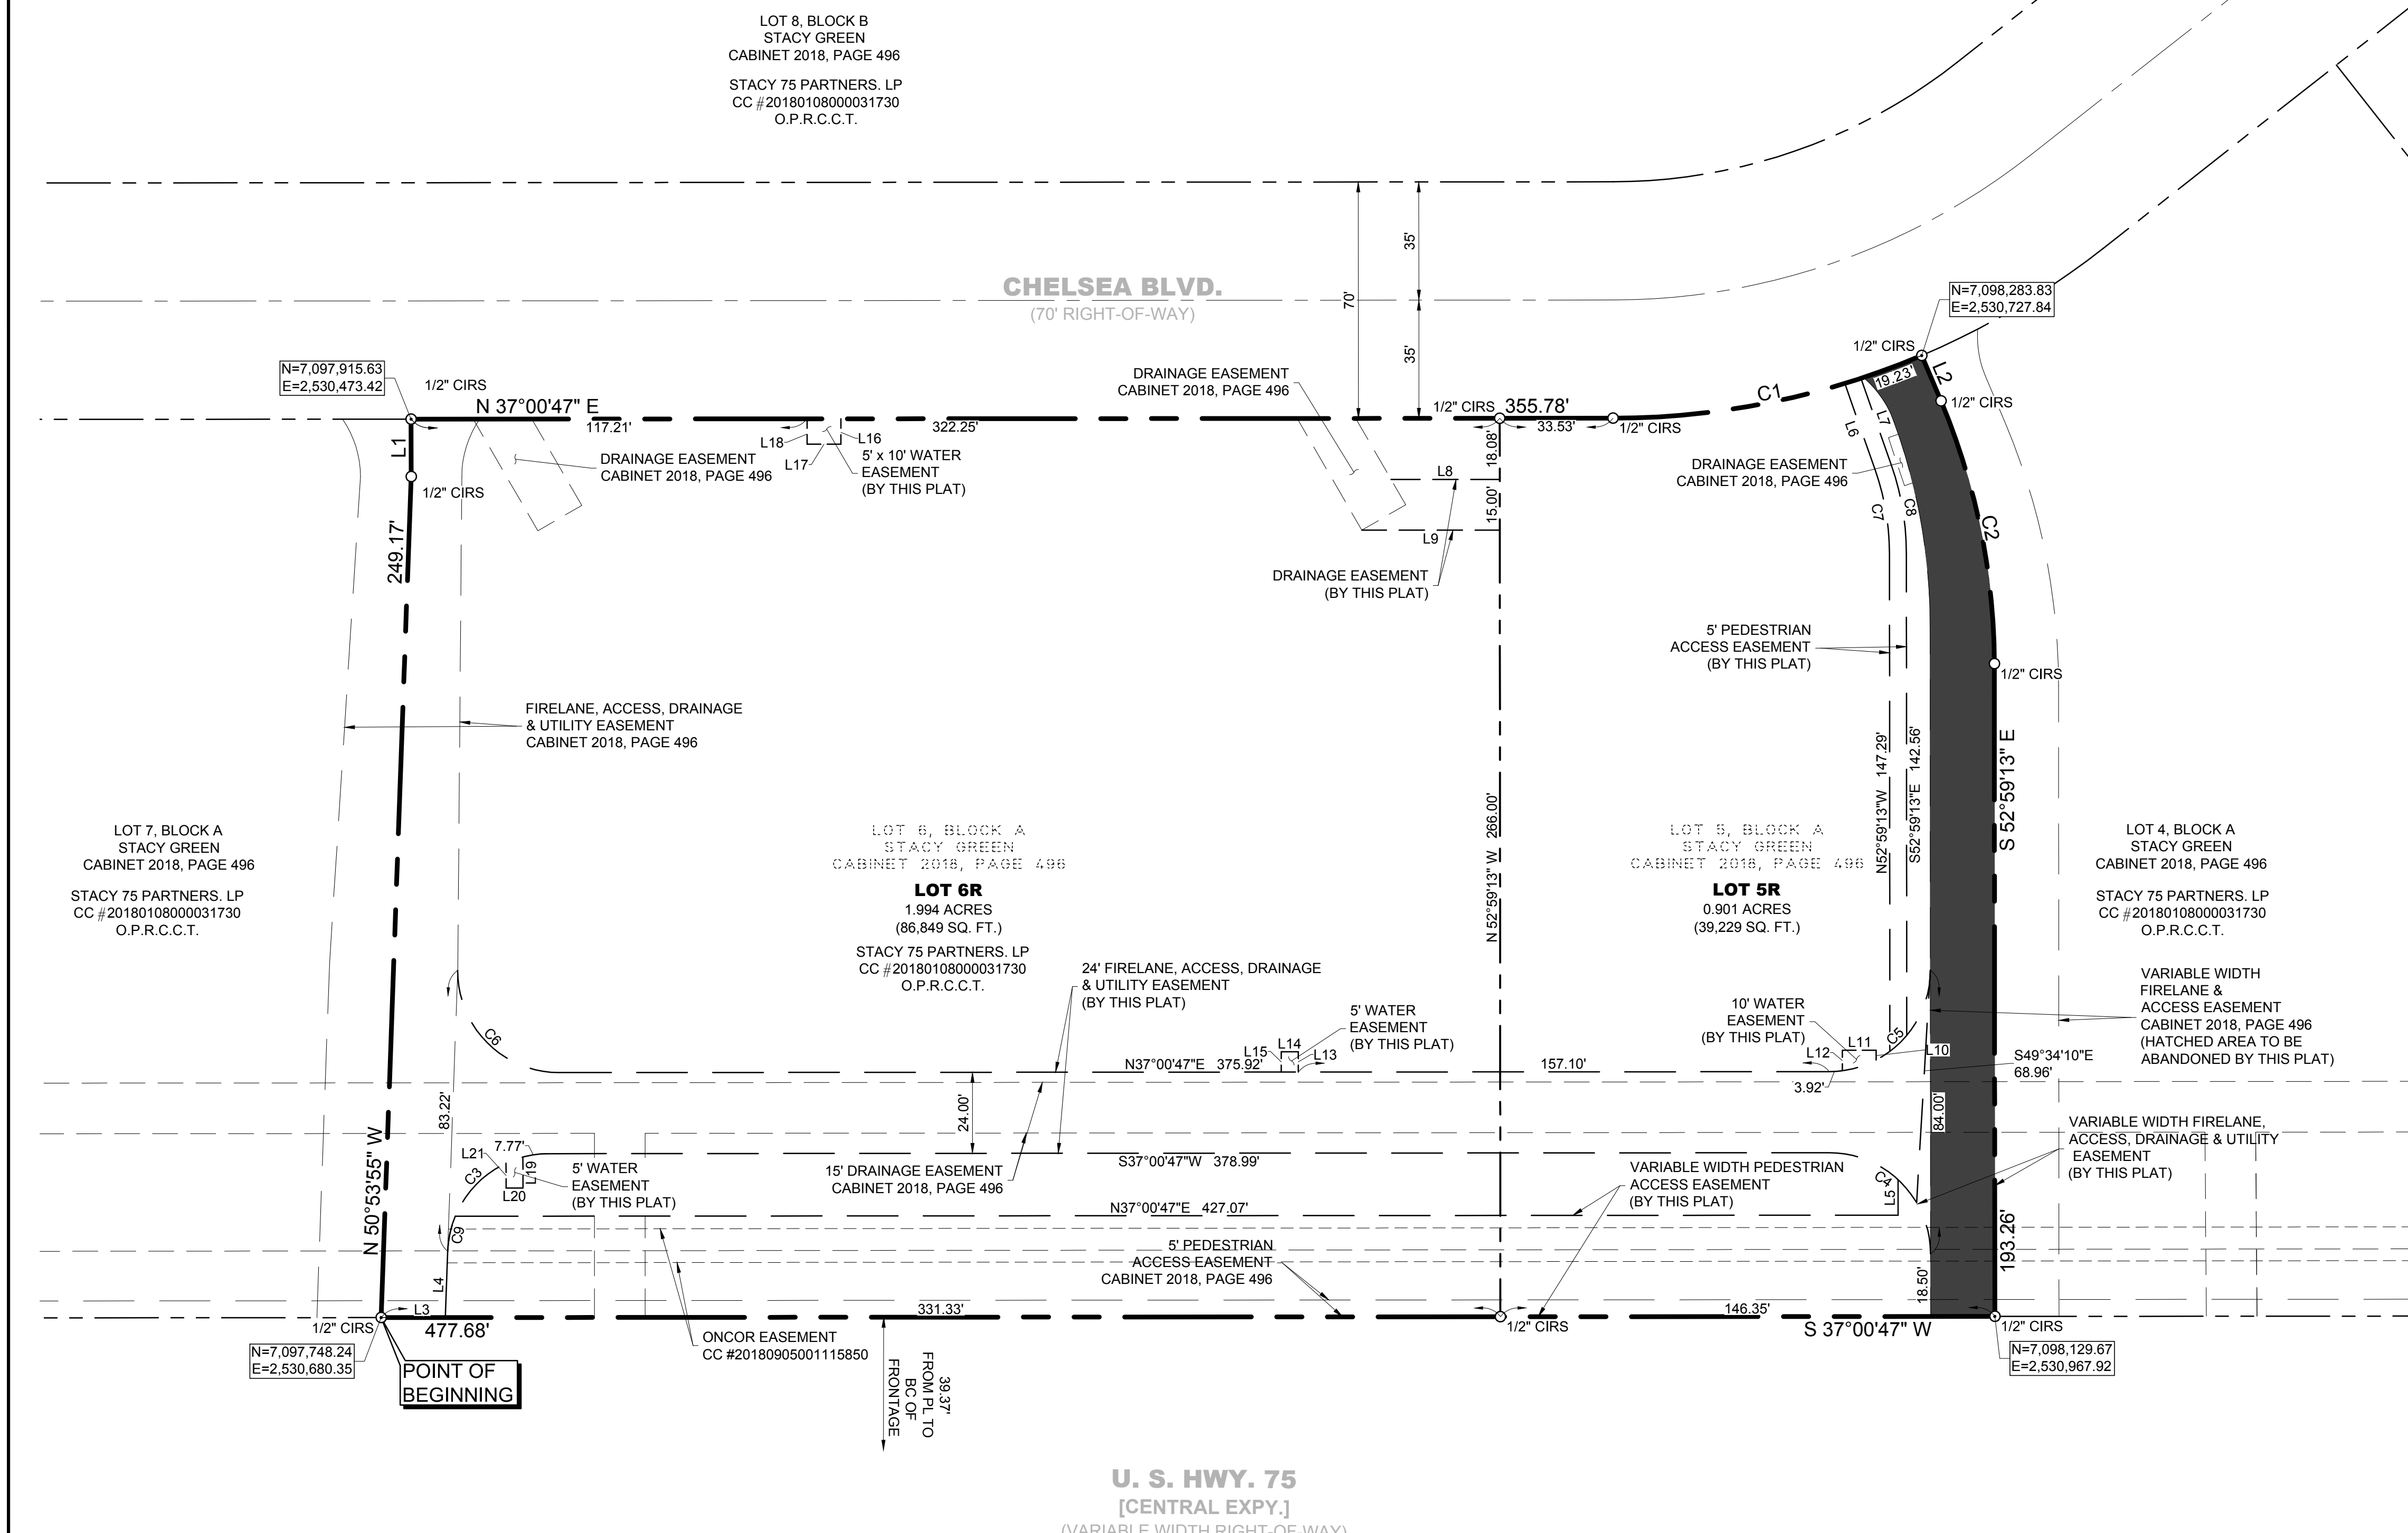 LOT 8, BLOCK B
STACY GREEN
CABINET 2018, PAGE 496
STACY 75 PARTNERS. LP
CC #20180108000031730
O.P.R.C.C.T.
35'
70'
35'
CHELSEA BLVD.
(70' RIGHT-OF-WAY)
N=7,098,283.83
E=2,530,727.84
1/2" CIRS
L2
19.23'
1/2" CIRS
C1
N=7,097,915.63
E=2,530,473.42
1/2" CIRS
N 37°00'47" E
117.21'
L18
L16
L17
5' x 10' WATER
EASEMENT
(BY THIS PLAT)
322.25'
DRAINAGE EASEMENT
CABINET 2018, PAGE 496
1/2" CIRS
355.78'
33.53'
1/2" CIRS
L1
1/2" CIRS
DRAINAGE EASEMENT
CABINET 2018, PAGE 496
18.08'
L8
15.00'
L9
DRAINAGE EASEMENT
(BY THIS PLAT)
L6
L7
DRAINAGE EASEMENT
CABINET 2018, PAGE 496
C7
C8
C2
249.17'
5' PEDESTRIAN
ACCESS EASEMENT
(BY THIS PLAT)
1/2" CIRS
FIRELANE, ACCESS, DRAINAGE
& UTILITY EASEMENT
CABINET 2018, PAGE 496
N52°59'13"W 147.29'
S52°59'13"E 142.56'
S 52°59'13" E
N 52°59'13" W 266.00'
LOT 7, BLOCK A
STACY GREEN
CABINET 2018, PAGE 496
STACY 75 PARTNERS. LP
CC #20180108000031730
O.P.R.C.C.T.
LOT 6, BLOCK A
STACY GREEN
CABINET 2018, PAGE 496
LOT 6R
1.994 ACRES
(86,849 SQ. FT.)
STACY 75 PARTNERS. LP
CC #20180108000031730
O.P.R.C.C.T.
LOT 5, BLOCK A
STACY GREEN
CABINET 2018, PAGE 496
LOT 5R
0.901 ACRES
(39,229 SQ. FT.)
LOT 4, BLOCK A
STACY GREEN
CABINET 2018, PAGE 496
STACY 75 PARTNERS. LP
CC #20180108000031730
O.P.R.C.C.T.
24' FIRELANE, ACCESS, DRAINAGE
& UTILITY EASEMENT
(BY THIS PLAT)
5' WATER
EASEMENT
(BY THIS PLAT)
10' WATER
EASEMENT
(BY THIS PLAT)
VARIABLE WIDTH
FIRELANE &
ACCESS EASEMENT
CABINET 2018, PAGE 496
(HATCHED AREA TO BE
ABANDONED BY THIS PLAT)
C6
L15
L14
L13
L12
L11
C5
L10
S49°34'10"E
68.96'
N37°00'47"E 375.92'
157.10'
3.92'
83.22'
24.00'
84.00'
VARIABLE WIDTH FIRELANE,
ACCESS, DRAINAGE & UTILITY
EASEMENT
(BY THIS PLAT)
L21
7.77'
C3
L19
L20
5' WATER
EASEMENT
(BY THIS PLAT)
15' DRAINAGE EASEMENT
CABINET 2018, PAGE 496
S37°00'47"W 378.99'
VARIABLE WIDTH PEDESTRIAN
ACCESS EASEMENT
(BY THIS PLAT)
C4
L5
N37°00'47"E 427.07'
N 50°53'55" W
C9
5' PEDESTRIAN
ACCESS EASEMENT
CABINET 2018, PAGE 496
193.26'
18.50'
L4
L3
1/2" CIRS
477.68'
331.33'
1/2" CIRS
146.35'
S 37°00'47" W
1/2" CIRS
N=7,097,748.24
E=2,530,680.35
POINT OF
BEGINNING
ONCOR EASEMENT
CC #20180905001115850
N=7,098,129.67
E=2,530,967.92
39.37'
FROM PL TO
BC OF
FRONTAGE
U. S. HWY. 75
[CENTRAL EXPY.]
(VARIABLE WIDTH RIGHT-OF-WAY)